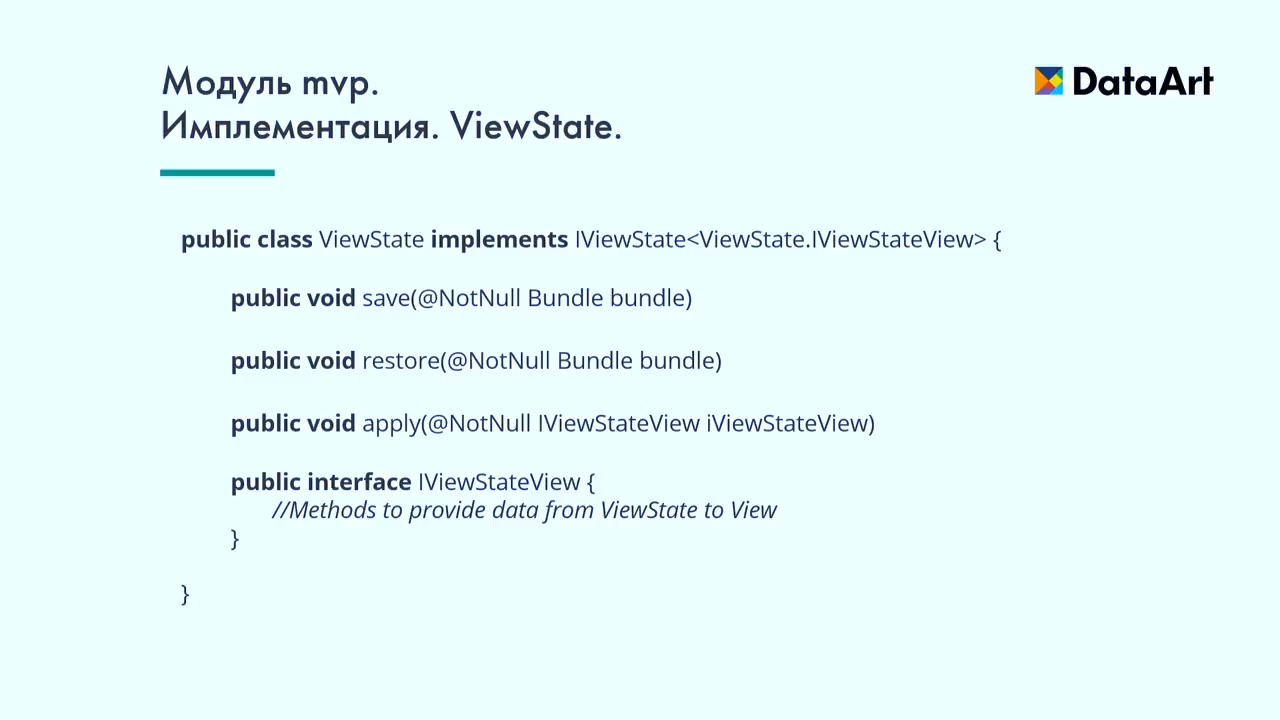 Модуль mvp.
Имплементация. ViewState.
DataArt
public class ViewState implements IViewState<ViewState.IViewStateView> {
public void save(@NotNull Bundle bundle)
public void restore(@NotNull Bundle bundle)
public void apply(@NotNull IViewStateView iViewStateView)
public interface IViewStateView {
//Methods to provide data from ViewState to View
}
}